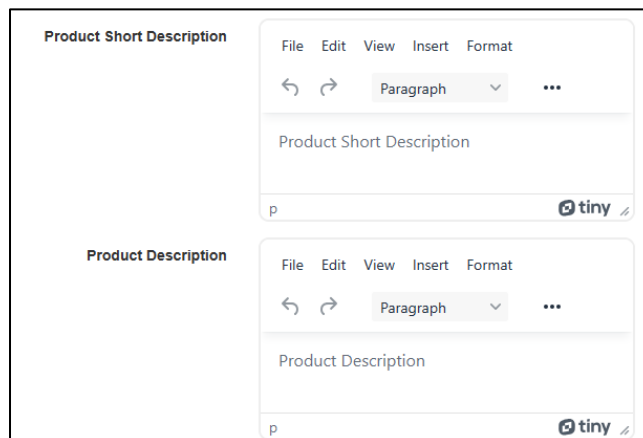 Product Short Description
File Edit View Insert Format
Paragraph
Product Short Description
p tiny
Product Description
File Edit View Insert Format
Paragraph
Product Description
p tiny